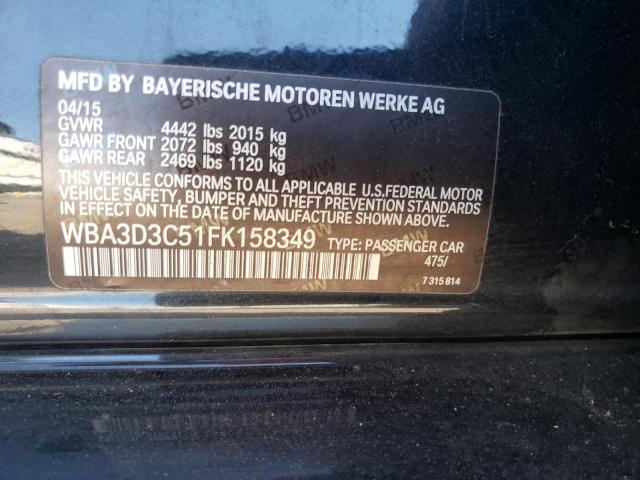 MFD BY BAYERISCHE MOTOREN WERKE AG
04/15
GVWR 4442 lbs 2015 kg
GAWR FRONT 2072 lbs 940 kg
GAWR REAR 2469 lbs 1120 kg
THIS VEHICLE CONFORMS TO ALL APPLICABLE U.S.FEDERAL MOTOR
VEHICLE SAFETY, BUMPER AND THEFT PREVENTION STANDARDS
IN EFFECT ON THE DATE OF MANUFACTURE SHOWN ABOVE.
WBA3D3C51FK158349 TYPE: PASSENGER CAR
475/
7 315 814